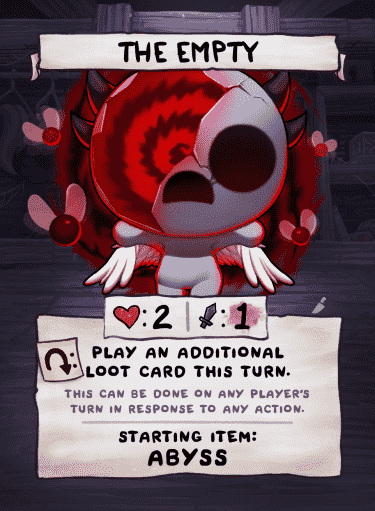 THE EMPTY
:2 | :1
: PLAY AN ADDITIONAL
LOOT CARD THIS TURN.
THIS CAN BE DONE ON ANY PLAYER'S
TURN IN RESPONSE TO ANY ACTION.
STARTING ITEM:
ABYSS